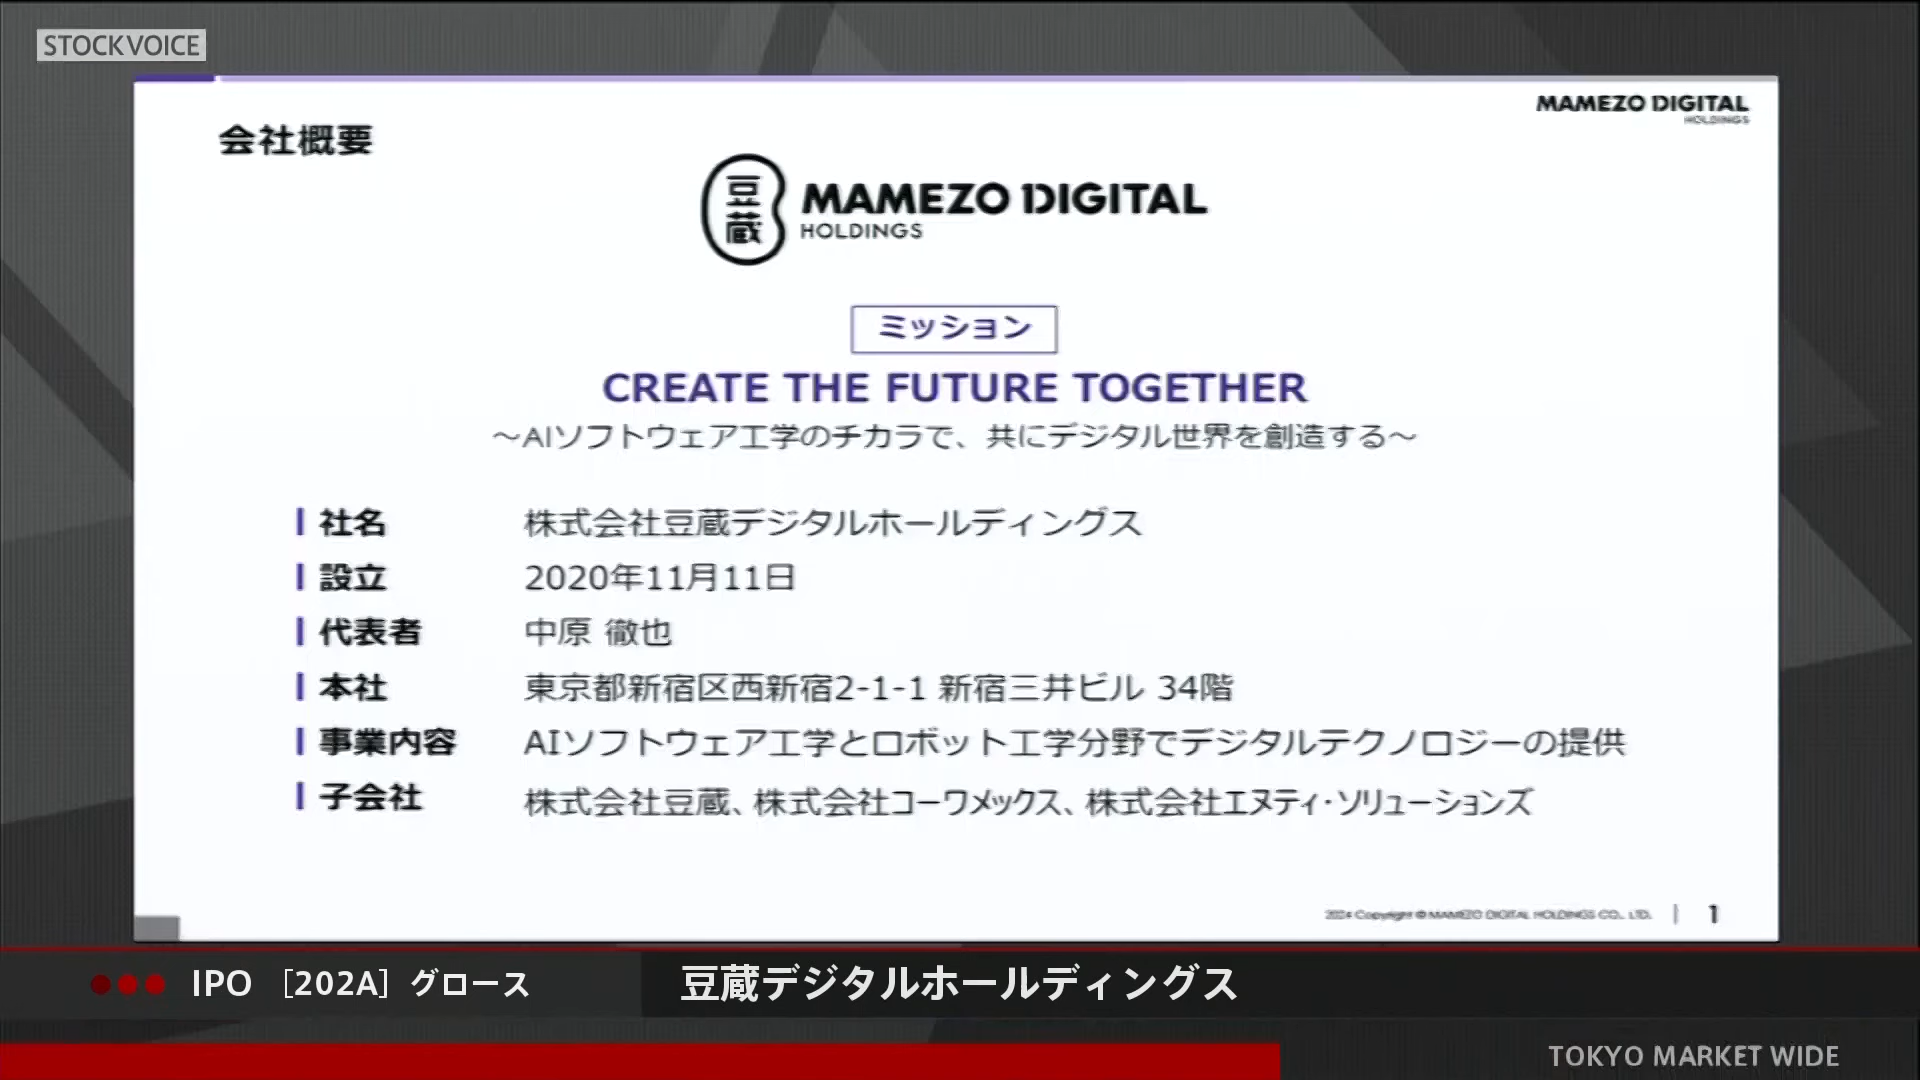 STOCKVOICE
MAMEZO DIGITAL
HOLDINGS
会社概要
豆蔵
MAMEZO DIGITAL
HOLDINGS
ミッション
CREATE THE FUTURE TOGETHER
～AIソフトウェア工学のチカラで、共にデジタル世界を創造する～
社名 株式会社豆蔵デジタルホールディングス
設立 2020年11月11日
代表者 中原 徹也
本社 東京都新宿区西新宿2-1-1 新宿三井ビル 34階
事業内容 AIソフトウェア工学とロボット工学分野でデジタルテクノロジーの提供
子会社 株式会社豆蔵、株式会社コーワメックス、株式会社エヌティ・ソリューションズ
2024 Copyright © MAMEZO DIGITAL HOLDINGS CO., LTD. | 1
IPO ［202A］グロース 豆蔵デジタルホールディングス
TOKYO MARKET WIDE